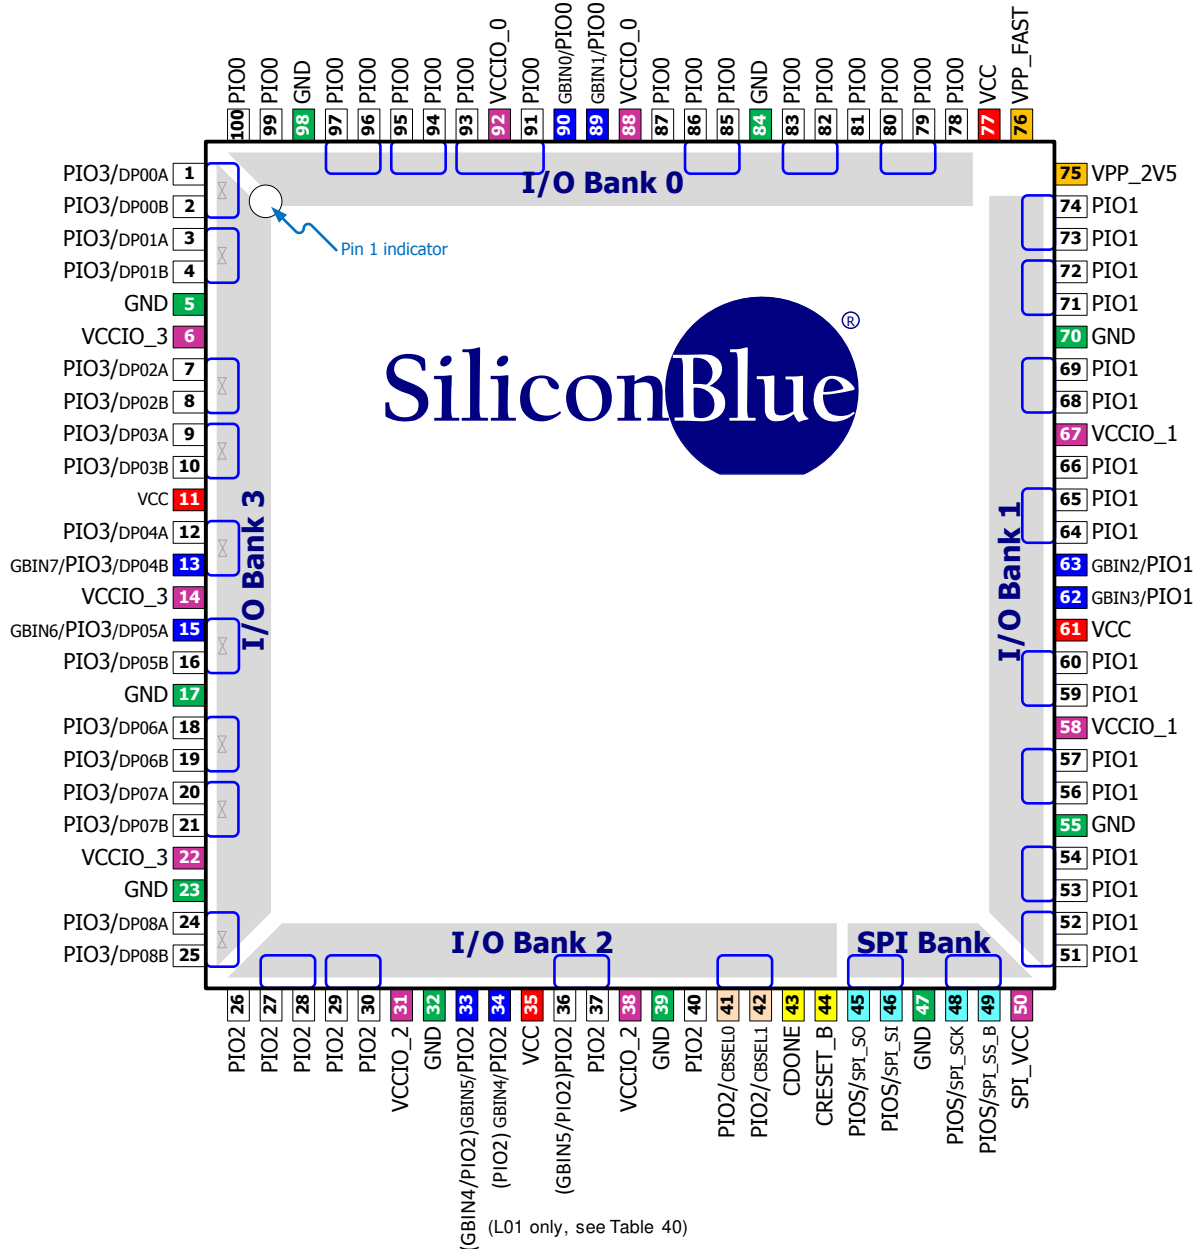 100 PIO0
99 PIO0
98 GND
97 PIO0
96 PIO0
95 PIO0
94 PIO0
93 PIO0
92 VCCIO_0
91 PIO0
90 GBIN0/PIO0
89 GBIN1/PIO0
88 VCCIO_0
87 PIO0
86 PIO0
85 PIO0
84 GND
83 PIO0
82 PIO0
81 PIO0
80 PIO0
79 PIO0
78 PIO0
77 VCC
76 VPP_FAST
I/O Bank 0
PIO3/DP00A 1
PIO3/DP00B 2
PIO3/DP01A 3
PIO3/DP01B 4
GND 5
VCCIO_3 6
PIO3/DP02A 7
PIO3/DP02B 8
PIO3/DP03A 9
PIO3/DP03B 10
VCC 11
PIO3/DP04A 12
GBIN7/PIO3/DP04B 13
VCCIO_3 14
GBIN6/PIO3/DP05A 15
PIO3/DP05B 16
GND 17
PIO3/DP06A 18
PIO3/DP06B 19
PIO3/DP07A 20
PIO3/DP07B 21
VCCIO_3 22
GND 23
PIO3/DP08A 24
PIO3/DP08B 25
I/O Bank 3
Pin 1 indicator
SiliconBlue®
I/O Bank 1
75 VPP_2V5
74 PIO1
73 PIO1
72 PIO1
71 PIO1
70 GND
69 PIO1
68 PIO1
67 VCCIO_1
66 PIO1
65 PIO1
64 PIO1
63 GBIN2/PIO1
62 GBIN3/PIO1
61 VCC
60 PIO1
59 PIO1
58 VCCIO_1
57 PIO1
56 PIO1
55 GND
54 PIO1
53 PIO1
52 PIO1
51 PIO1
I/O Bank 2
SPI Bank
26 PIO2
27 PIO2
28 PIO2
29 PIO2
30 PIO2
31 VCCIO_2
32 GND
33 (GBIN4/PIO2)GBIN5/PIO2
34 (PIO2) GBIN4/PIO2
35 VCC
36 (GBIN5/PIO2)PIO2
37 PIO2
38 VCCIO_2
39 GND
40 PIO2
41 PIO2/CBSEL0
42 PIO2/CBSEL1
43 CDONE
44 CRESET_B
45 PIOS/SPI_SO
46 PIOS/SPI_SI
47 GND
48 PIOS/SPI_SCK
49 PIOS/SPI_SS_B
50 SPI_VCC
(L01 only, see Table 40)